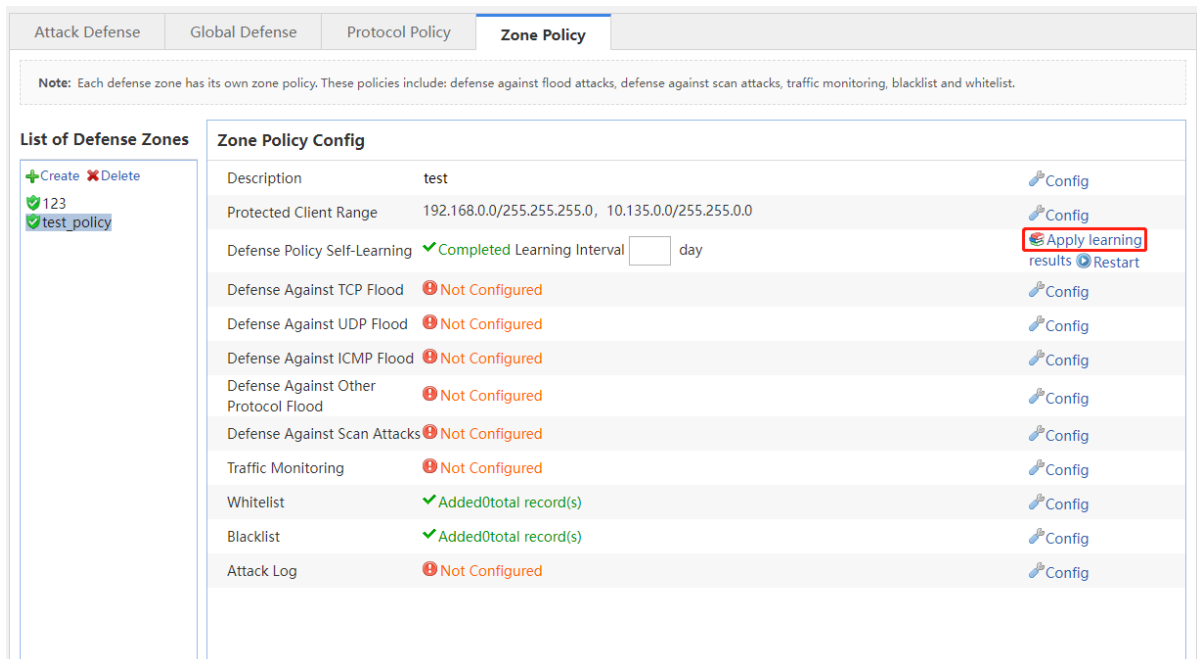 Attack Defense Global Defense Protocol Policy Zone Policy
Note: Each defense zone has its own zone policy. These policies include: defense against flood attacks, defense against scan attacks, traffic monitoring, blacklist and whitelist.
List of Defense Zones
Create Delete
123
test_policy
Zone Policy Config
Description test Config
Protected Client Range 192.168.0.0/255.255.255.0, 10.135.0.0/255.255.0.0 Config
Defense Policy Self-Learning Completed Learning Interval day Apply learning
results Restart
Defense Against TCP Flood Not Configured Config
Defense Against UDP Flood Not Configured Config
Defense Against ICMP Flood Not Configured Config
Defense Against Other
Protocol Flood Not Configured Config
Defense Against Scan Attacks Not Configured Config
Traffic Monitoring Not Configured Config
Whitelist Added0total record(s) Config
Blacklist Added0total record(s) Config
Attack Log Not Configured Config